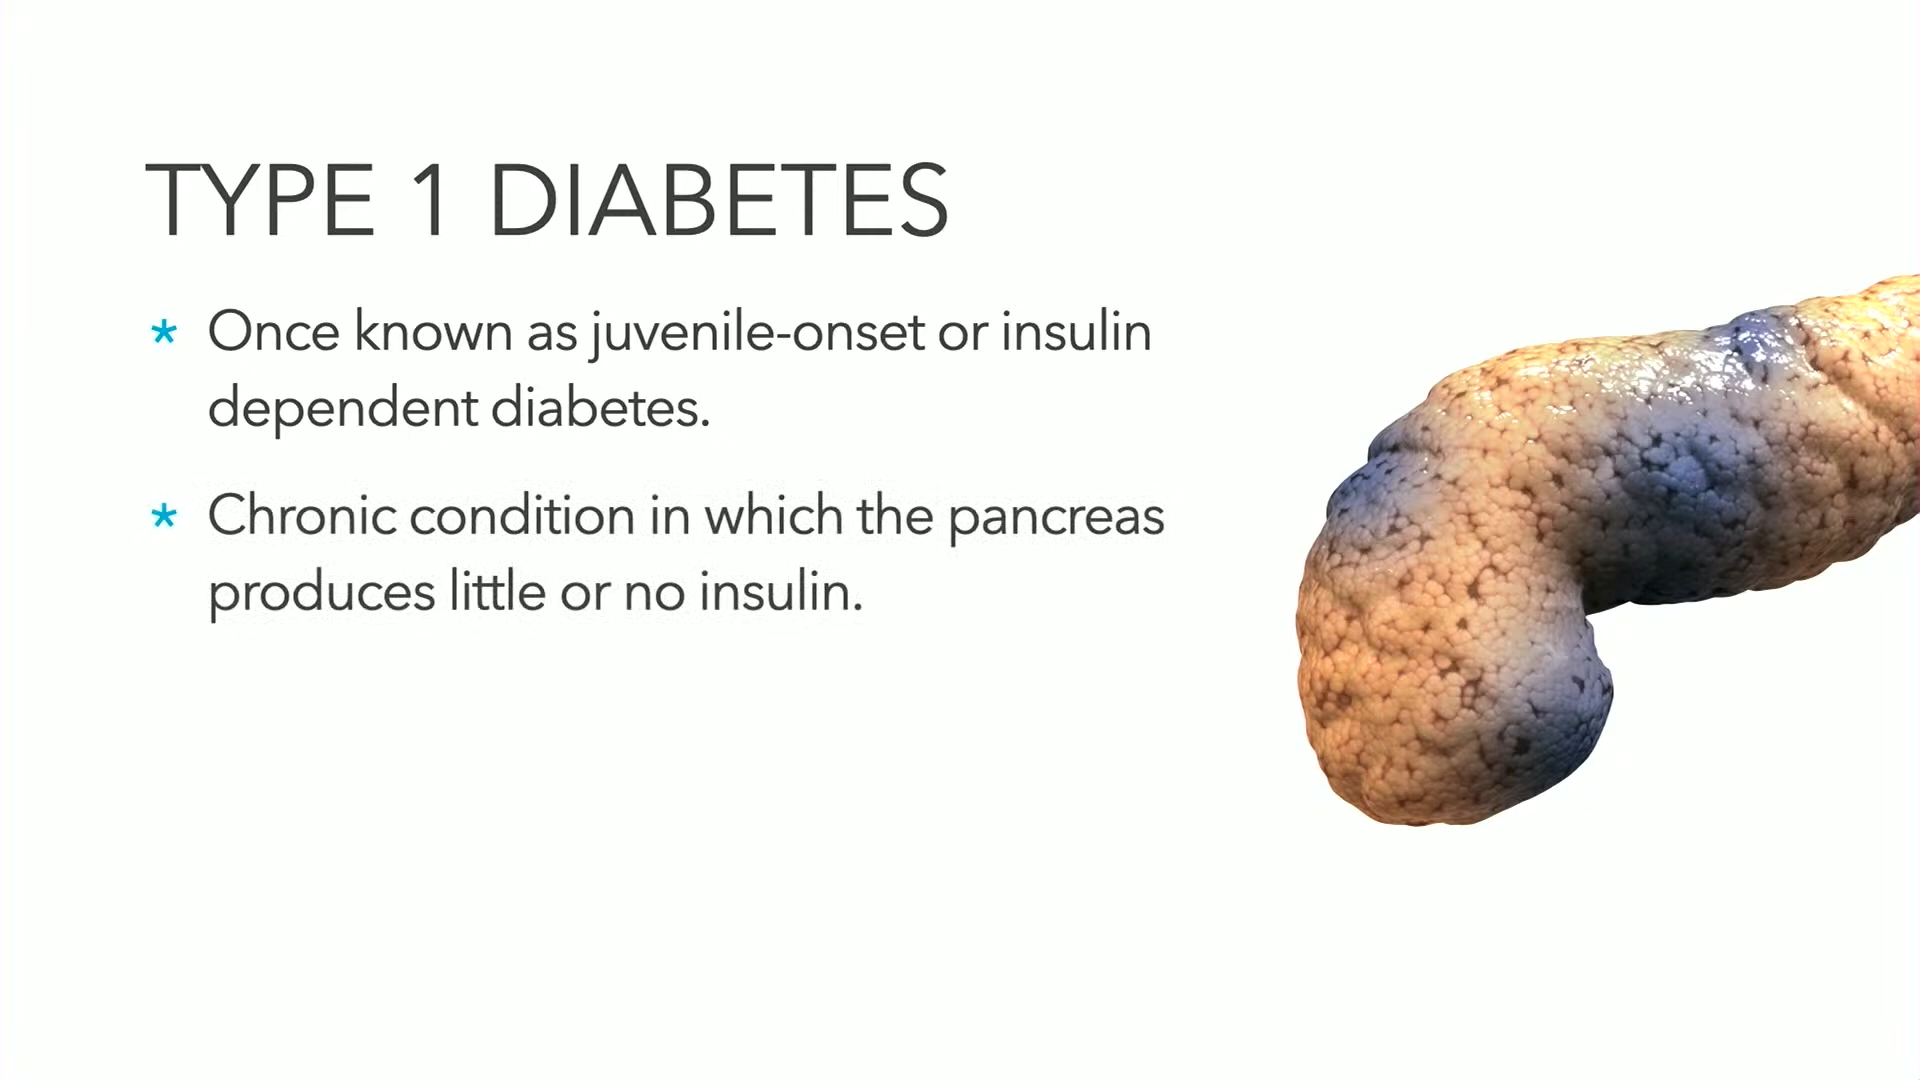 TYPE 1 DIABETES
* Once known as juvenile-onset or insulin
dependent diabetes.
* Chronic condition in which the pancreas
produces little or no insulin.